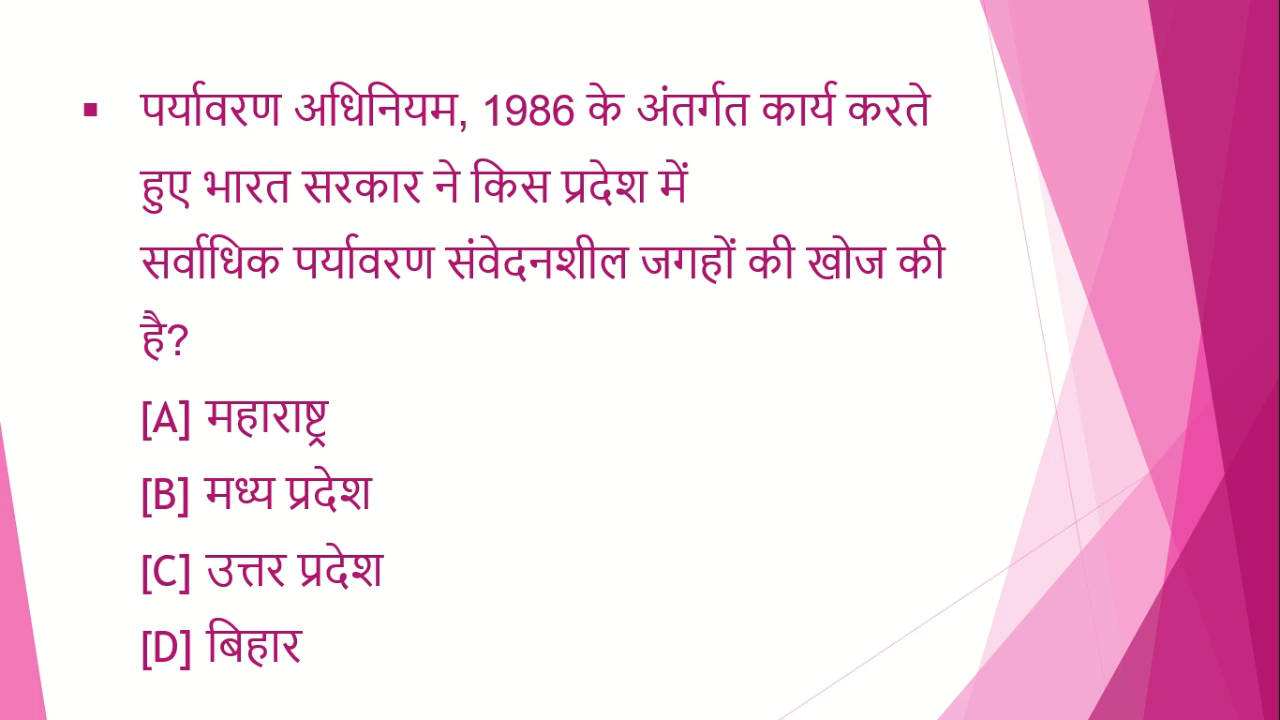 ▪ पर्यावरण अधिनियम, 1986 के अंतर्गत कार्य करते
हुए भारत सरकार ने किस प्रदेश में
सर्वाधिक पर्यावरण संवेदनशील जगहों की खोज की
है?
[A] महाराष्ट्र
[B] मध्य प्रदेश
[C] उत्तर प्रदेश
[D] बिहार